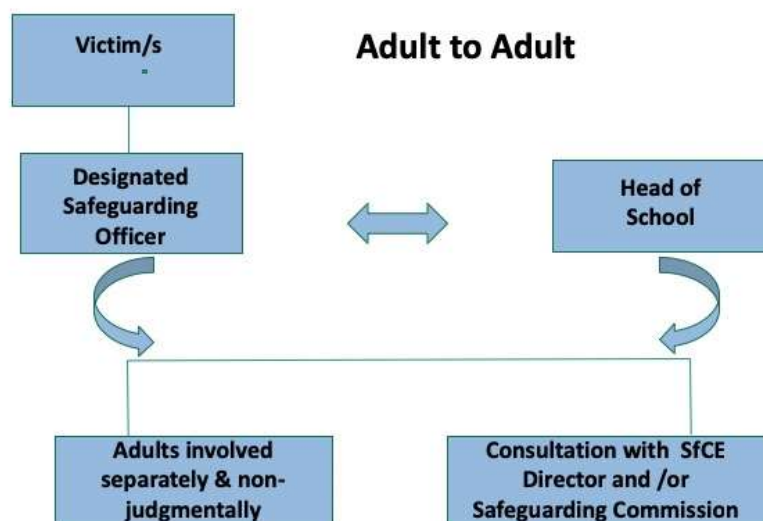 Victim/s
Adult to Adult
Designated
Safeguarding
Officer
Head of
School
Adults involved
separately & non-
judgmentally
Consultation with SfCE
Director and /or
Safeguarding Commission